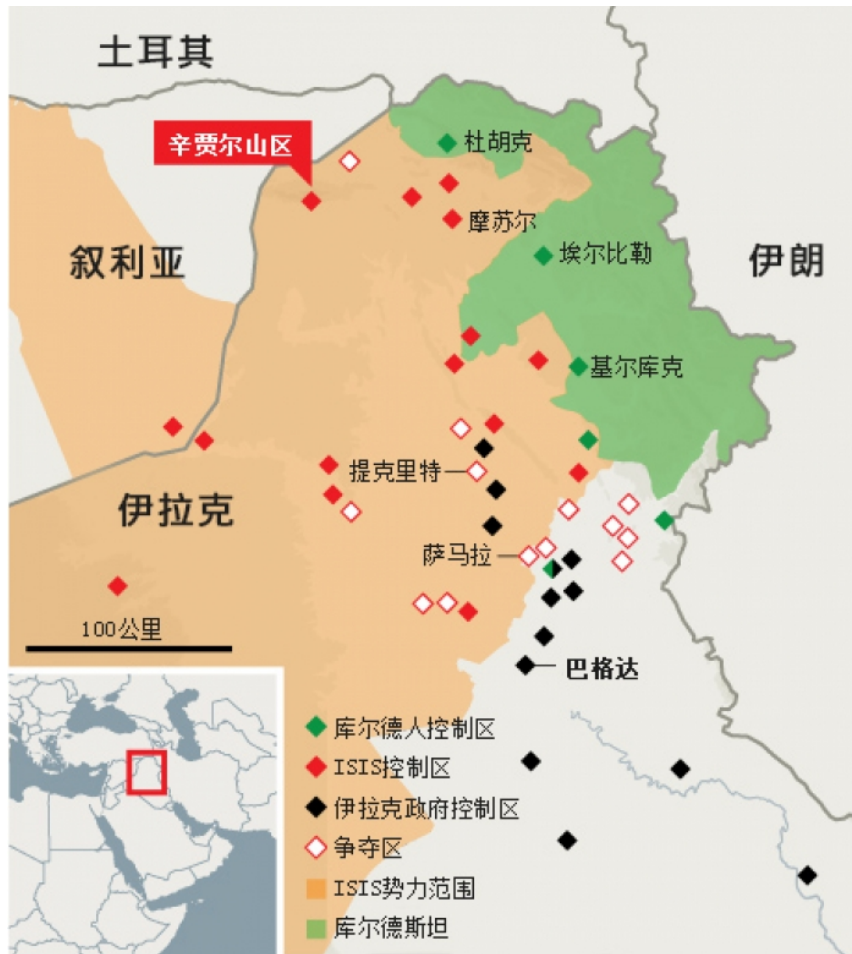 土耳其
辛贾尔山区
杜胡克
摩苏尔
叙利亚
埃尔比勒
伊朗
基尔库克
提克里特
伊拉克
萨马拉
100公里
巴格达
库尔德人控制区
ISIS控制区
伊拉克政府控制区
争夺区
ISIS势力范围
库尔德斯坦